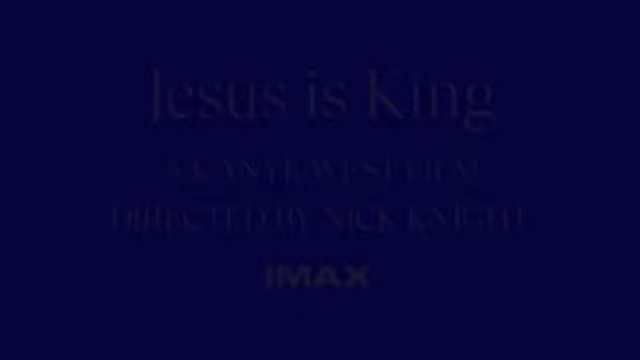 Jesus is King
A KANYE WEST FILM
DIRECTED BY NICK KNIGHT
IMAX